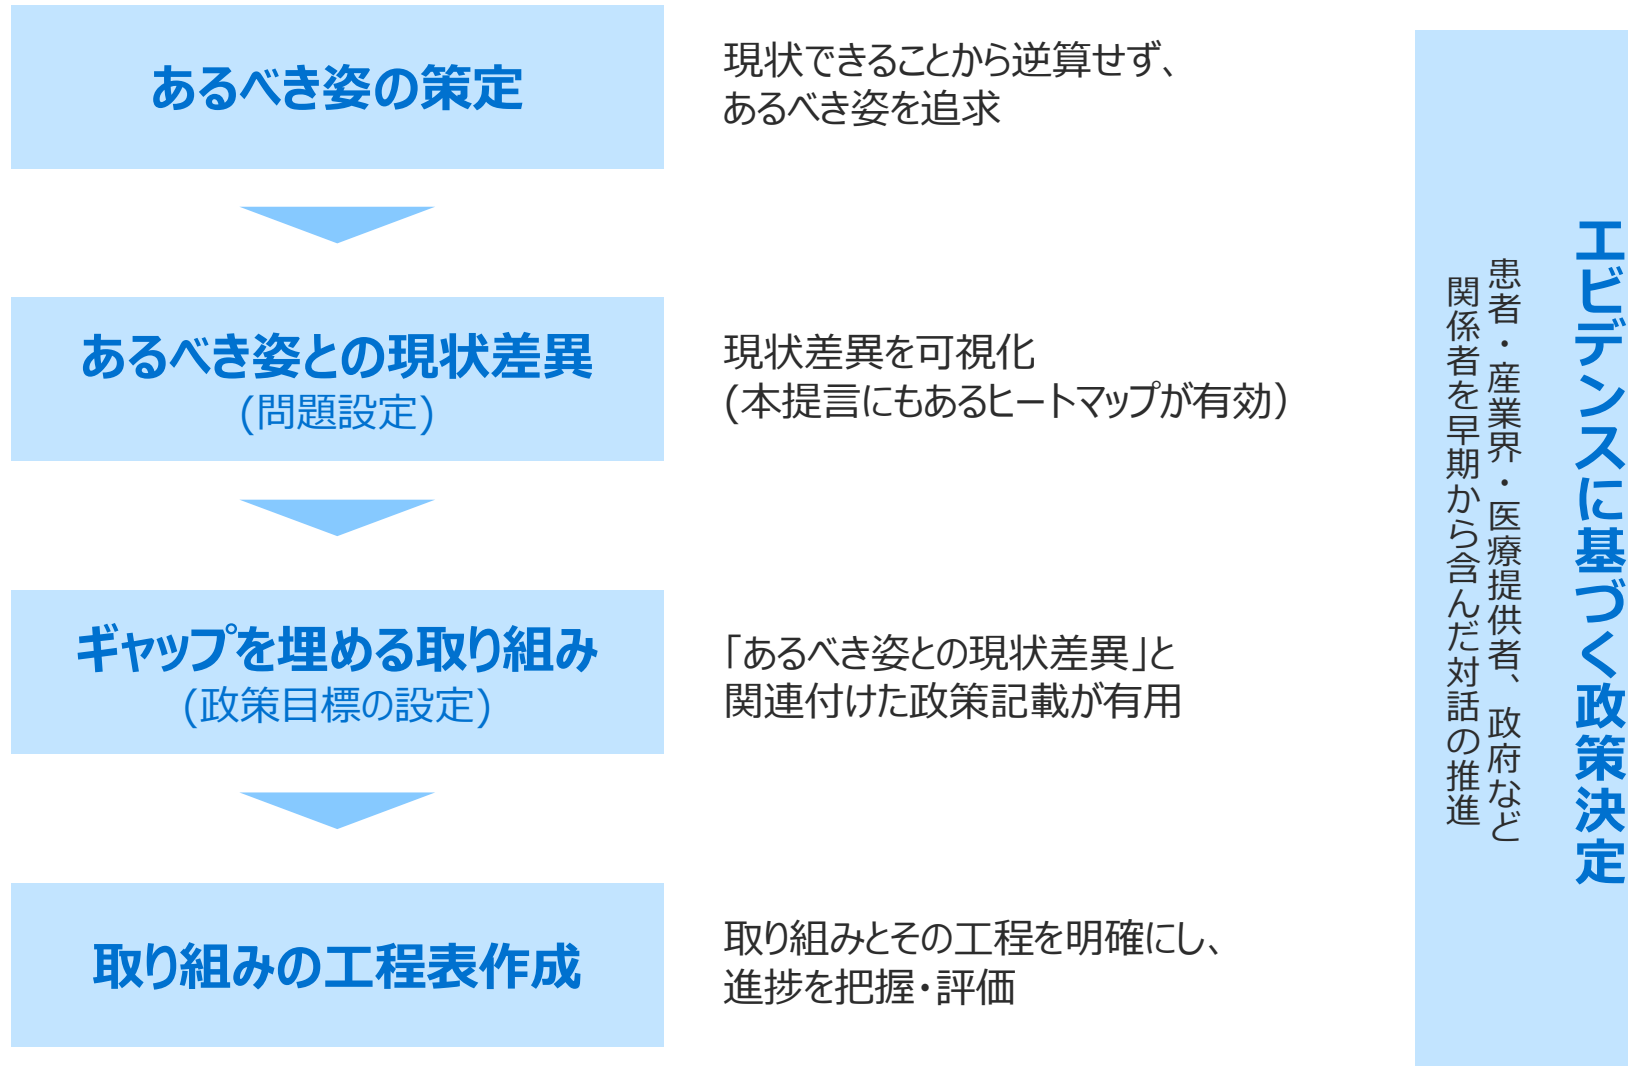 あるべき姿の策定
現状できることから逆算せず、
あるべき姿を追求
あるべき姿との現状差異
(問題設定)
現状差異を可視化
(本提言にもあるヒートマップが有効）
ギャップを埋める取り組み
(政策目標の設定)
「あるべき姿との現状差異」と
関連付けた政策記載が有用
取り組みの工程表作成
取り組みとその工程を明確にし、
進捗を把握・評価
エビデンスに基づく政策決定
患者・産業界・医療提供者、政府など
関係者を早期から含んだ対話の推進